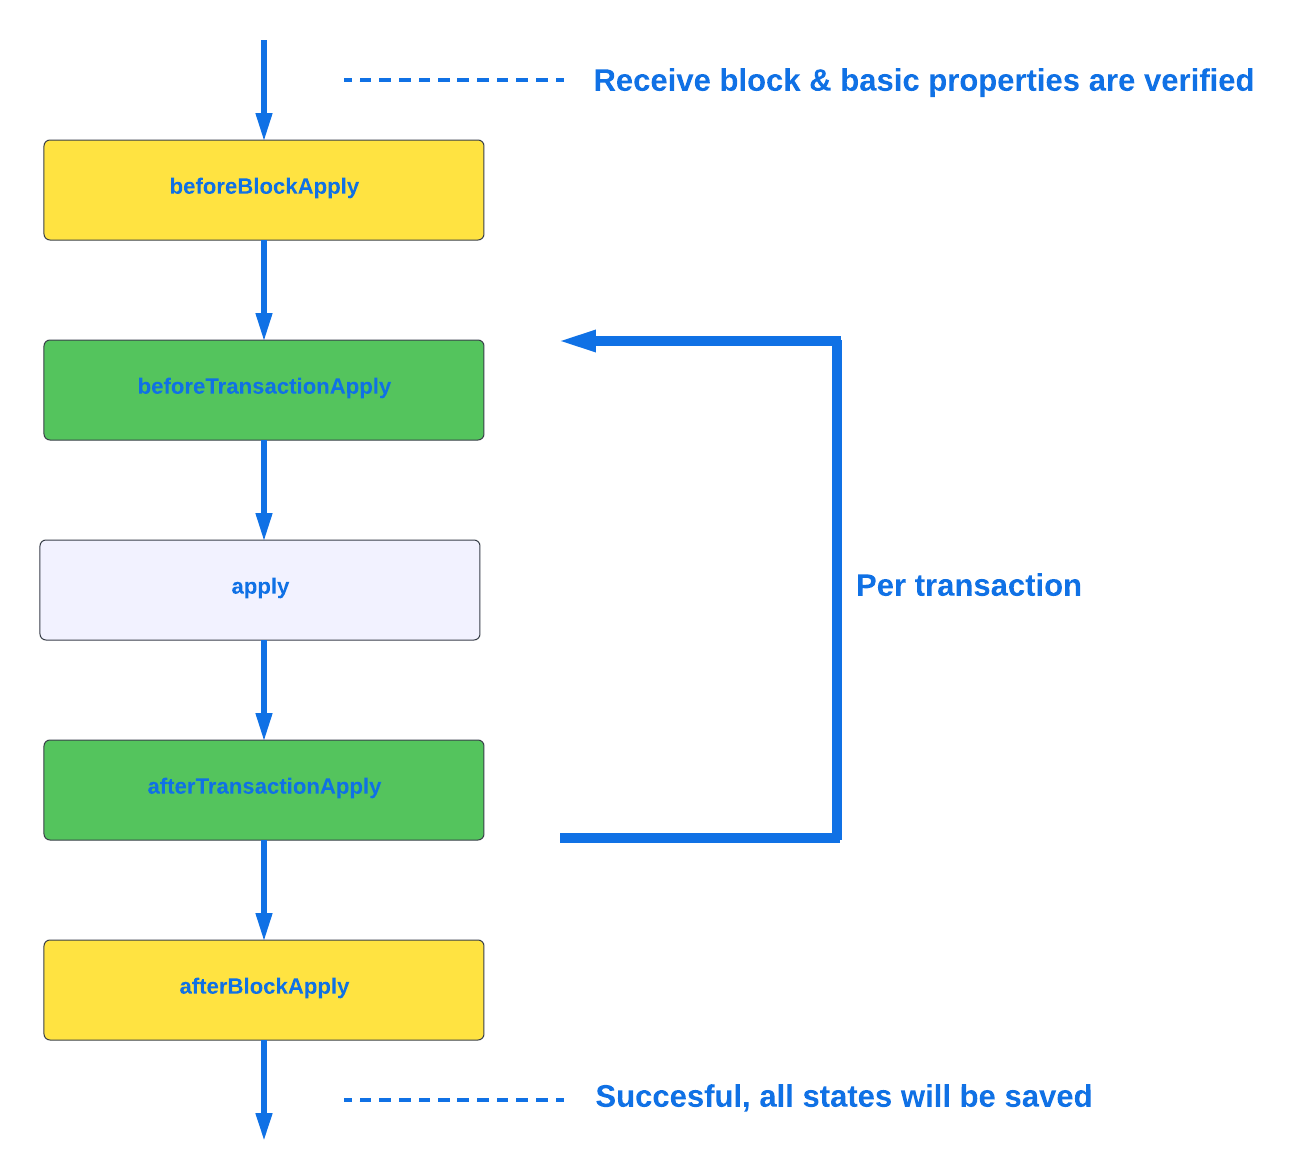 Receive block & basic properties are verified
beforeBlockApply
beforeTransactionApply
apply
Per transaction
afterTransactionApply
afterBlockApply
Succesful, all states will be saved